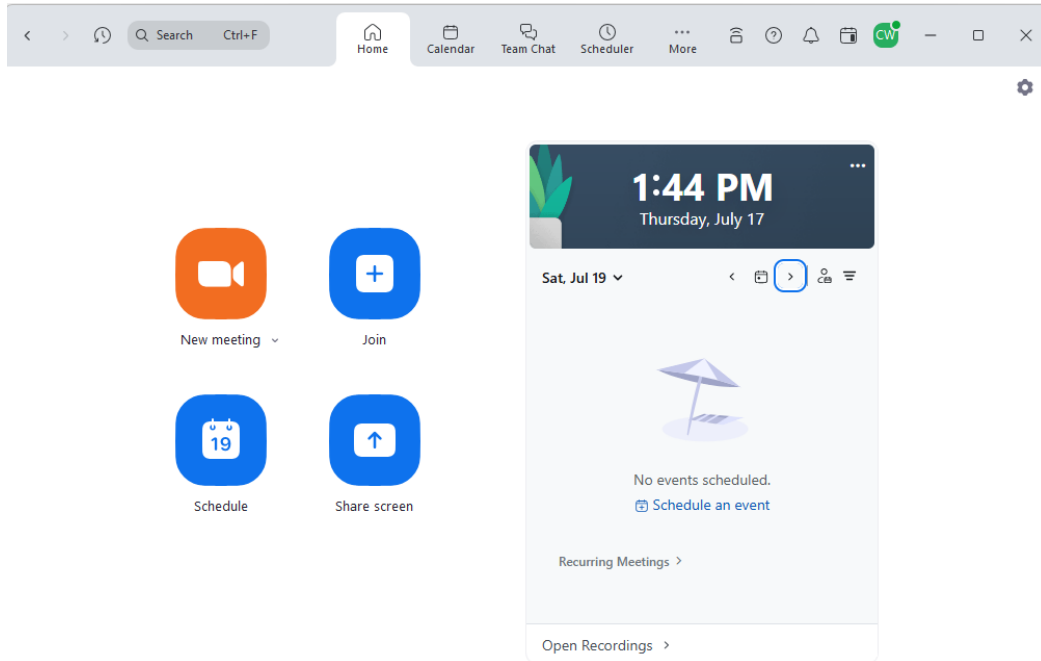 Search Ctrl+F
Home
Calendar
Team Chat
Scheduler
More
CW
1:44 PM
Thursday, July 17
Sat, Jul 19
New meeting
Join
19
Schedule
Share screen
No events scheduled.
Schedule an event
Recurring Meetings
Open Recordings